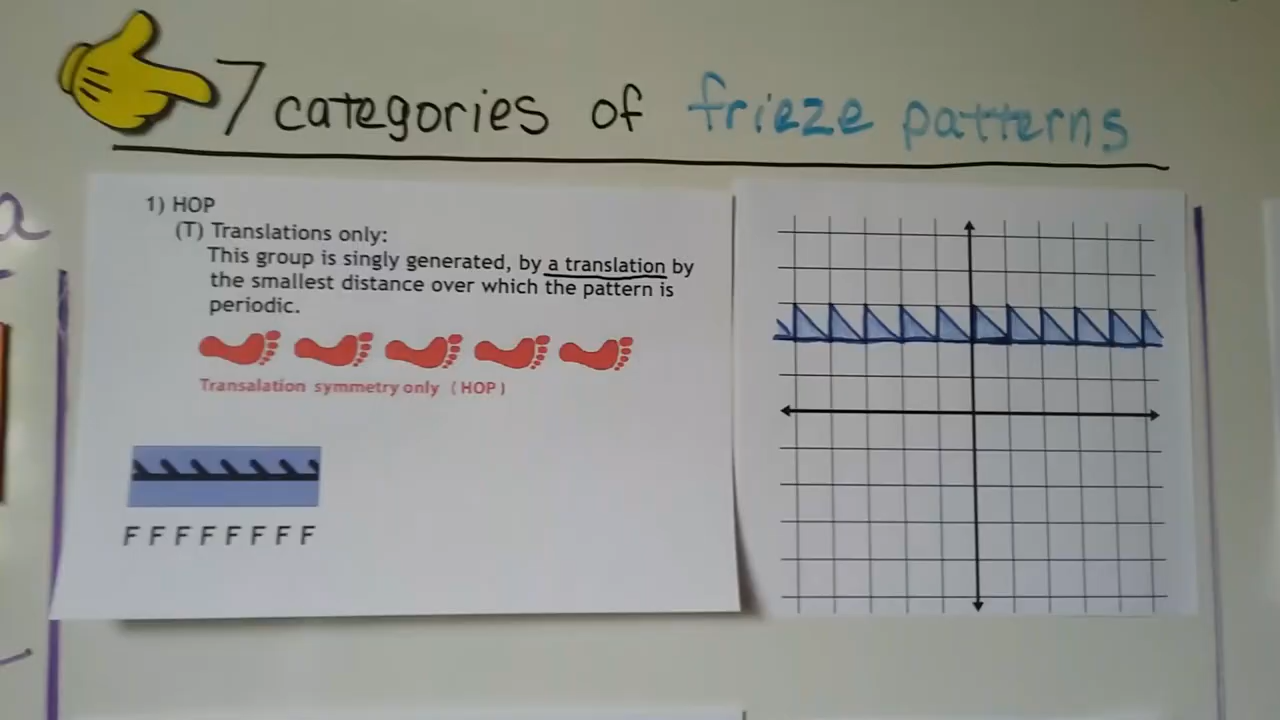 7 categories of frieze patterns
a
1) HOP
(T) Translations only:
This group is singly generated, by a translation by
the smallest distance over which the pattern is
periodic.
Transalation symmetry only (HOP)
F F F F F F F F